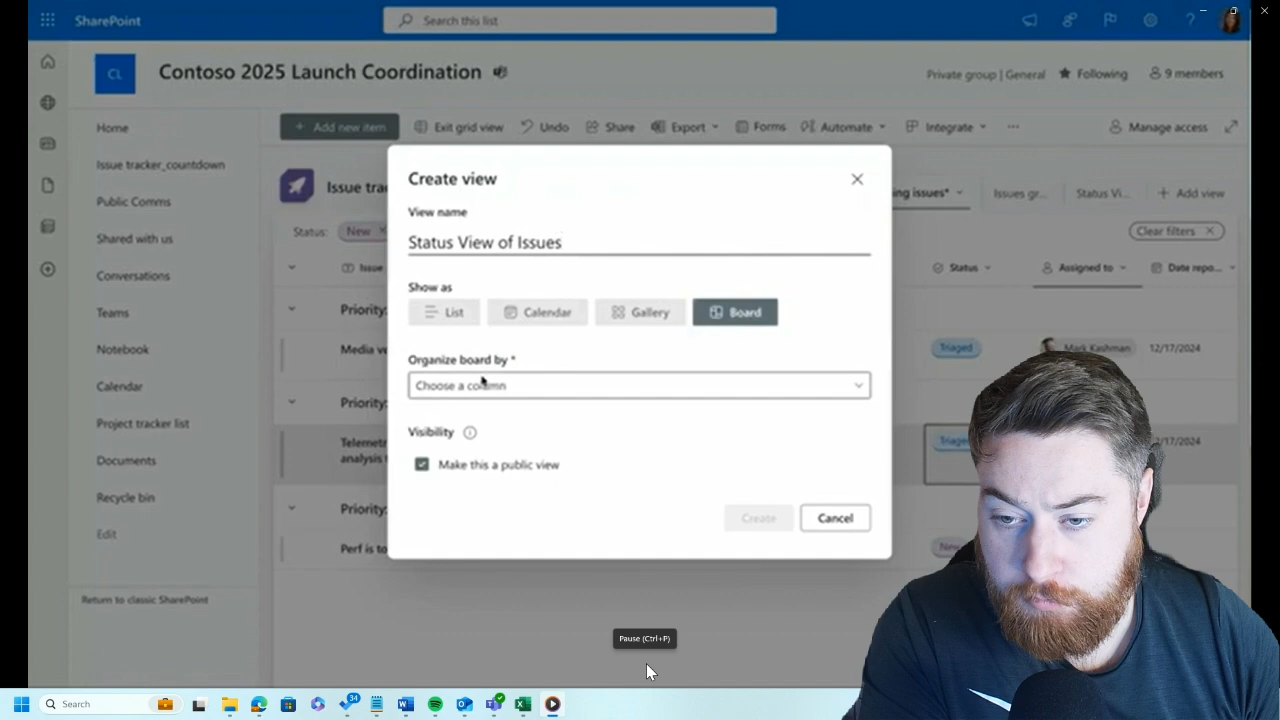 SharePoint
Search this list
CL
Contoso 2025 Launch Coordination
Private group | General
Following
9 members
Home
Issue tracker_countdown
Public Comms
Shared with us
Conversations
Teams
Notebook
Calendar
Project tracker list
Documents
Recycle bin
Edit
Return to classic SharePoint
Add new item
Exit grid view
Undo
Share
Export
Forms
Automate
Integrate
Manage access
Issue
Issues gr...
Status Vi...
Add view
Status:
New
Clear filters
Issue
Status
Assigned to
Date repo...
Priority:
Media
Triaged
Mark Kashman
12/17/2024
Priority:
analysis
Priority:
Perf is to
Create view
View name
Status View of Issues
Show as
List
Calendar
Gallery
Board
Organize board by *
Choose a column
Visibility
Make this a public view
Create
Cancel
Pause (Ctrl+P)
Search
34